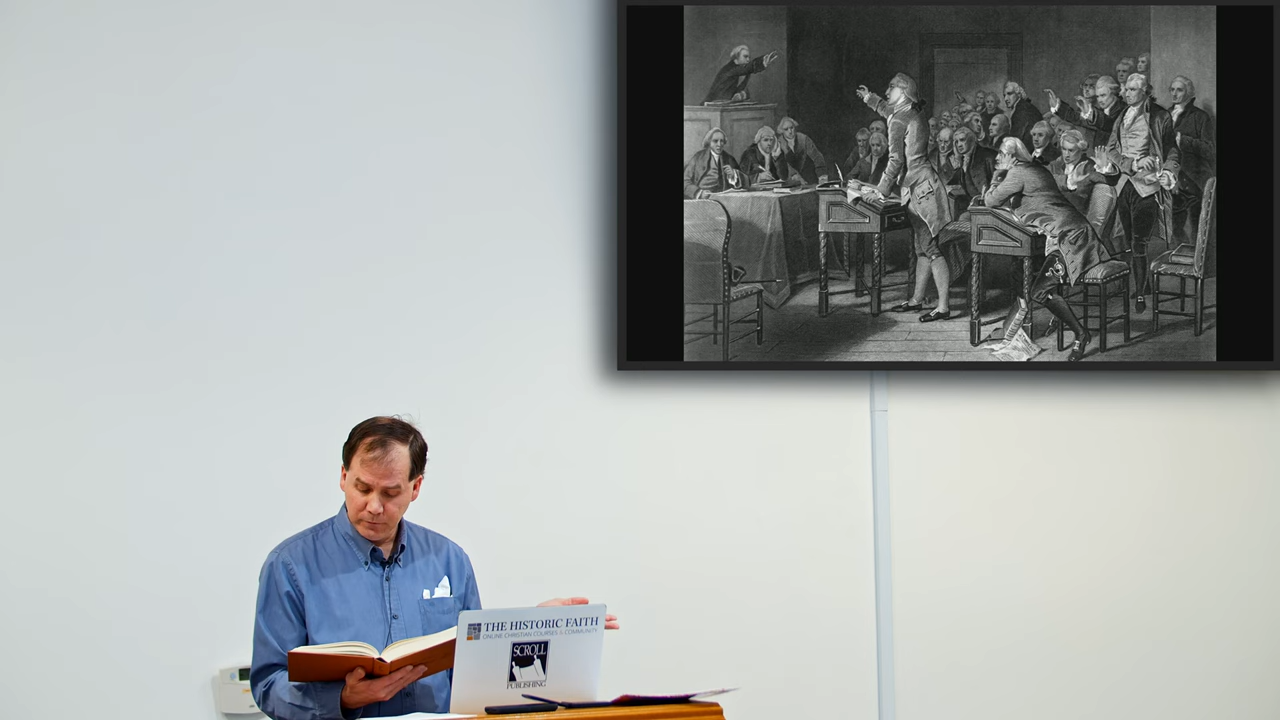 THE HISTORIC FAITH
ONLINE CHRISTIAN COURSES & COMMUNITY
SCROLL
PUBLISHING